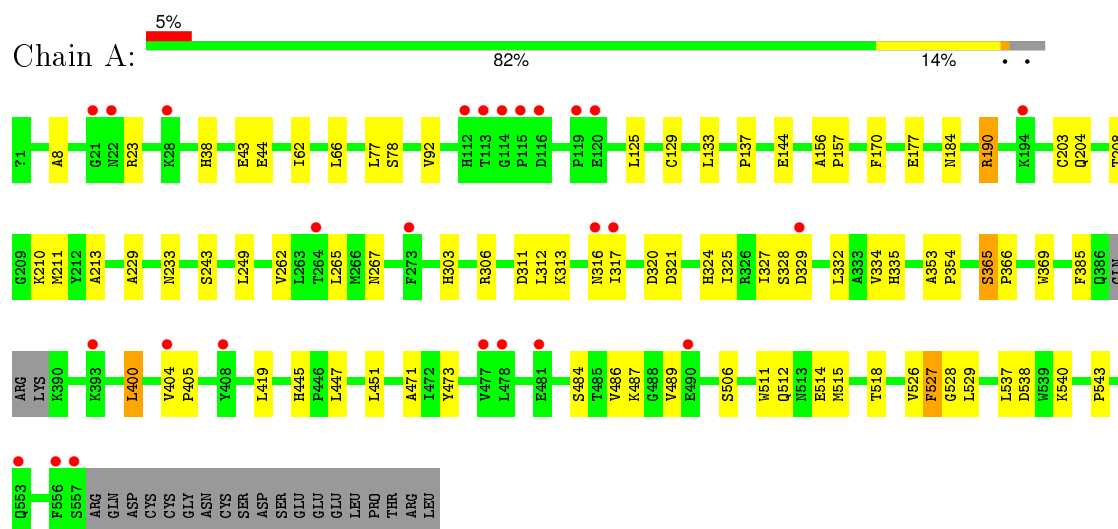 5%
Chain A:
82% 14% • •
?1 A8 G21 N22 R23 K28 H38 E43 E44 I62 G66 L77 S78 V92 H112 T113 G114 P115 D116 P119 E120 L125 C129 L133 P137 E144 A156 P157 F170 E177 N184 R190 K194 C203 Q204 T208
G209 K210 M211 Y212 A213 A229 N233 S243 L249 V262 L263 T264 L265 M266 N267 F273 H303 R306 D311 L312 K313 N316 I317 D320 D321 H324 I325 R326 I327 S328 D329 L332 A333 V334 H335 A353 P354 S365 P366 W369 F385 Q386 GLN
ARG LYS K390 K393 L400 V404 P405 Y408 L419 H445 P446 L447 L451 A471 I472 Y473 V477 L478 E481 S484 T485 V486 K487 G488 V489 E490 S506 W511 Q512 N513 E514 M515 T518 V526 F527 G528 L529 L537 D538 W539 K540 P543
Q553 F556 S557 ARG GLN ASP CYS CYS GLY ASN CYS SER ASP SER GLU GLU GLU LEU PRO THR ARG LEU